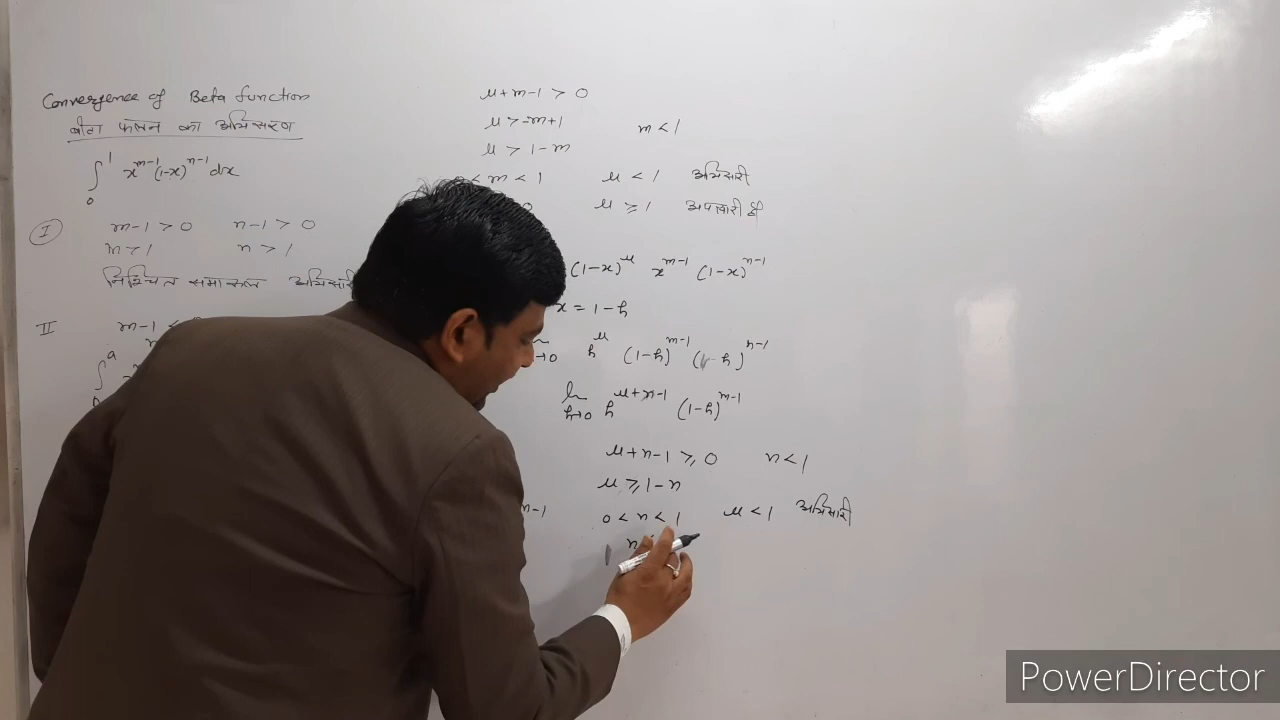 Convergence of Beta function
बीटा फलन का अभिसरण
∫₀¹ x^{m-1} (1-x)^{n-1} dx
I
m-1 > 0 n-1 > 0
m > 1 n > 1
निश्चित समाकल अभिसारी
II m-1 <
∫₀^a
μ+m-1 > 0
μ > -m+1 m < 1
μ > 1-m
< m < 1 μ < 1 अभिसारी
μ ≥ 1 अपसारी है
(1-x)^μ x^{m-1} (1-x)^{n-1}
x = 1-h
→0 h^μ (1-h)^{m-1} ( h)^{n-1}
lim h→0 h^{μ+n-1} (1-h)^{m-1}
μ+n-1 ≥ 0 n < 1
μ ≥ 1-n
n-1
0 < n < 1 μ < 1 अभिसारी
n
PowerDirector